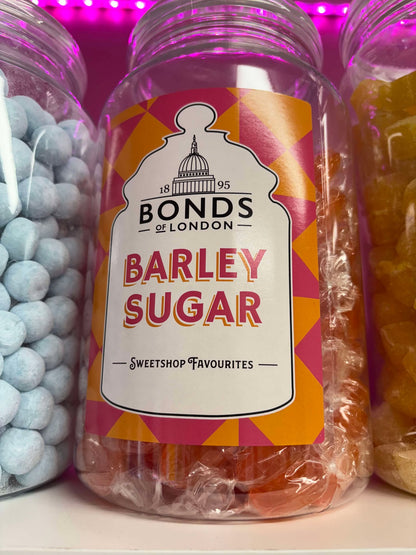 18 95
BONDS
OF LONDON
BARLEY
SUGAR
SWEETSHOP FAVOURITES